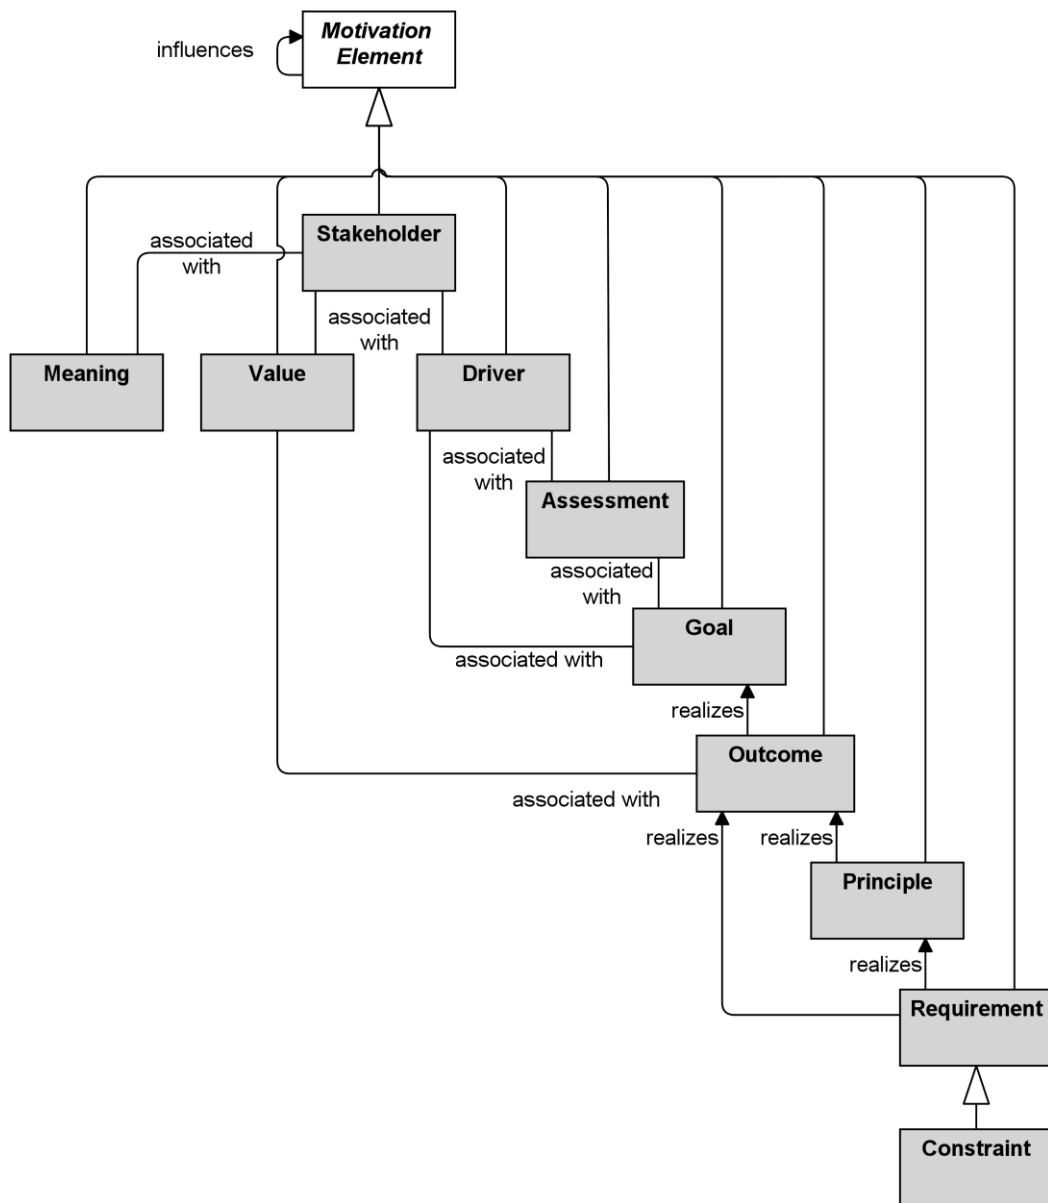 Motivation
Element
influences
Stakeholder
associated
with
associated
with
Meaning
Value
Driver
associated
with
Assessment
associated
with
Goal
associated with
realizes
Outcome
associated with
realizes
realizes
Principle
realizes
Requirement
Constraint